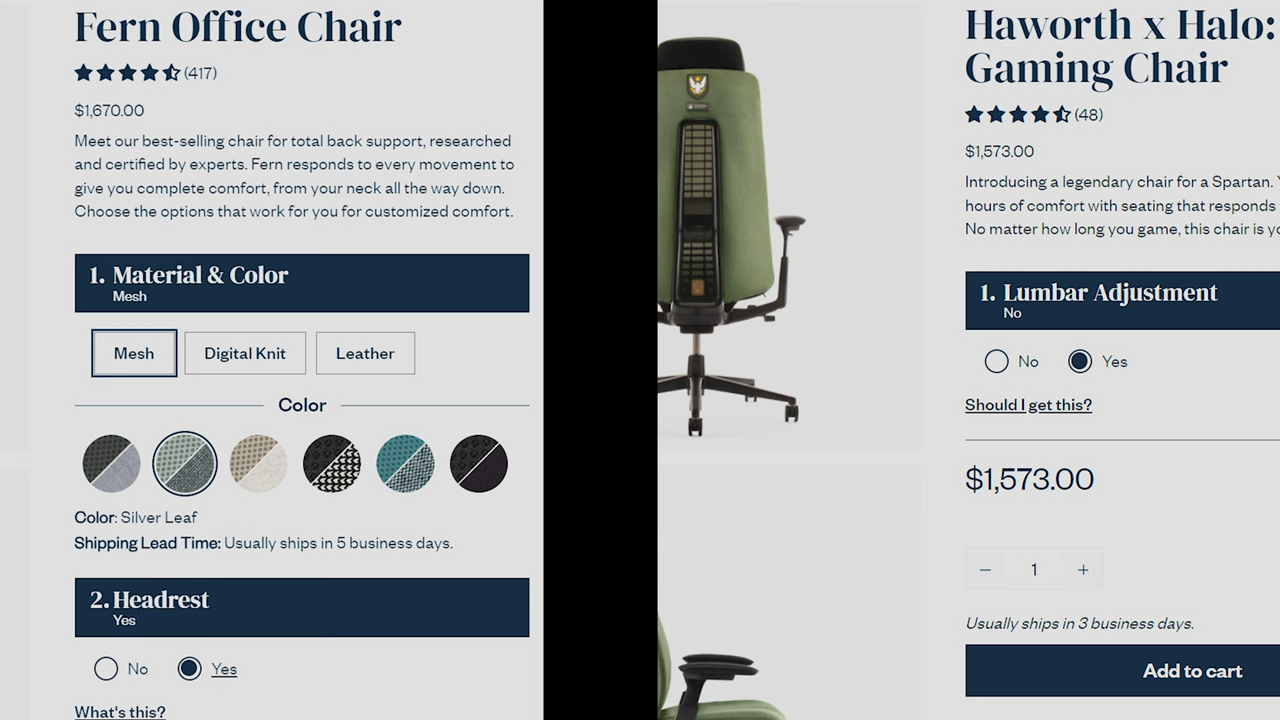 Fern Office Chair
(417)
$1,670.00
Meet our best-selling chair for total back support, researched
and certified by experts. Fern responds to every movement to
give you complete comfort, from your neck all the way down.
Choose the options that work for you for customized comfort.
1. Material & Color
Mesh
Mesh
Digital Knit
Leather
Color
Color: Silver Leaf
Shipping Lead Time: Usually ships in 5 business days.
2. Headrest
Yes
No
Yes
What's this?
Haworth x Halo:
Gaming Chair
(48)
$1,573.00
Introducing a legendary chair for a Spartan.
hours of comfort with seating that responds
No matter how long you game, this chair is
1. Lumbar Adjustment
No
No
Yes
Should I get this?
$1,573.00
− 1 +
Usually ships in 3 business days.
Add to cart